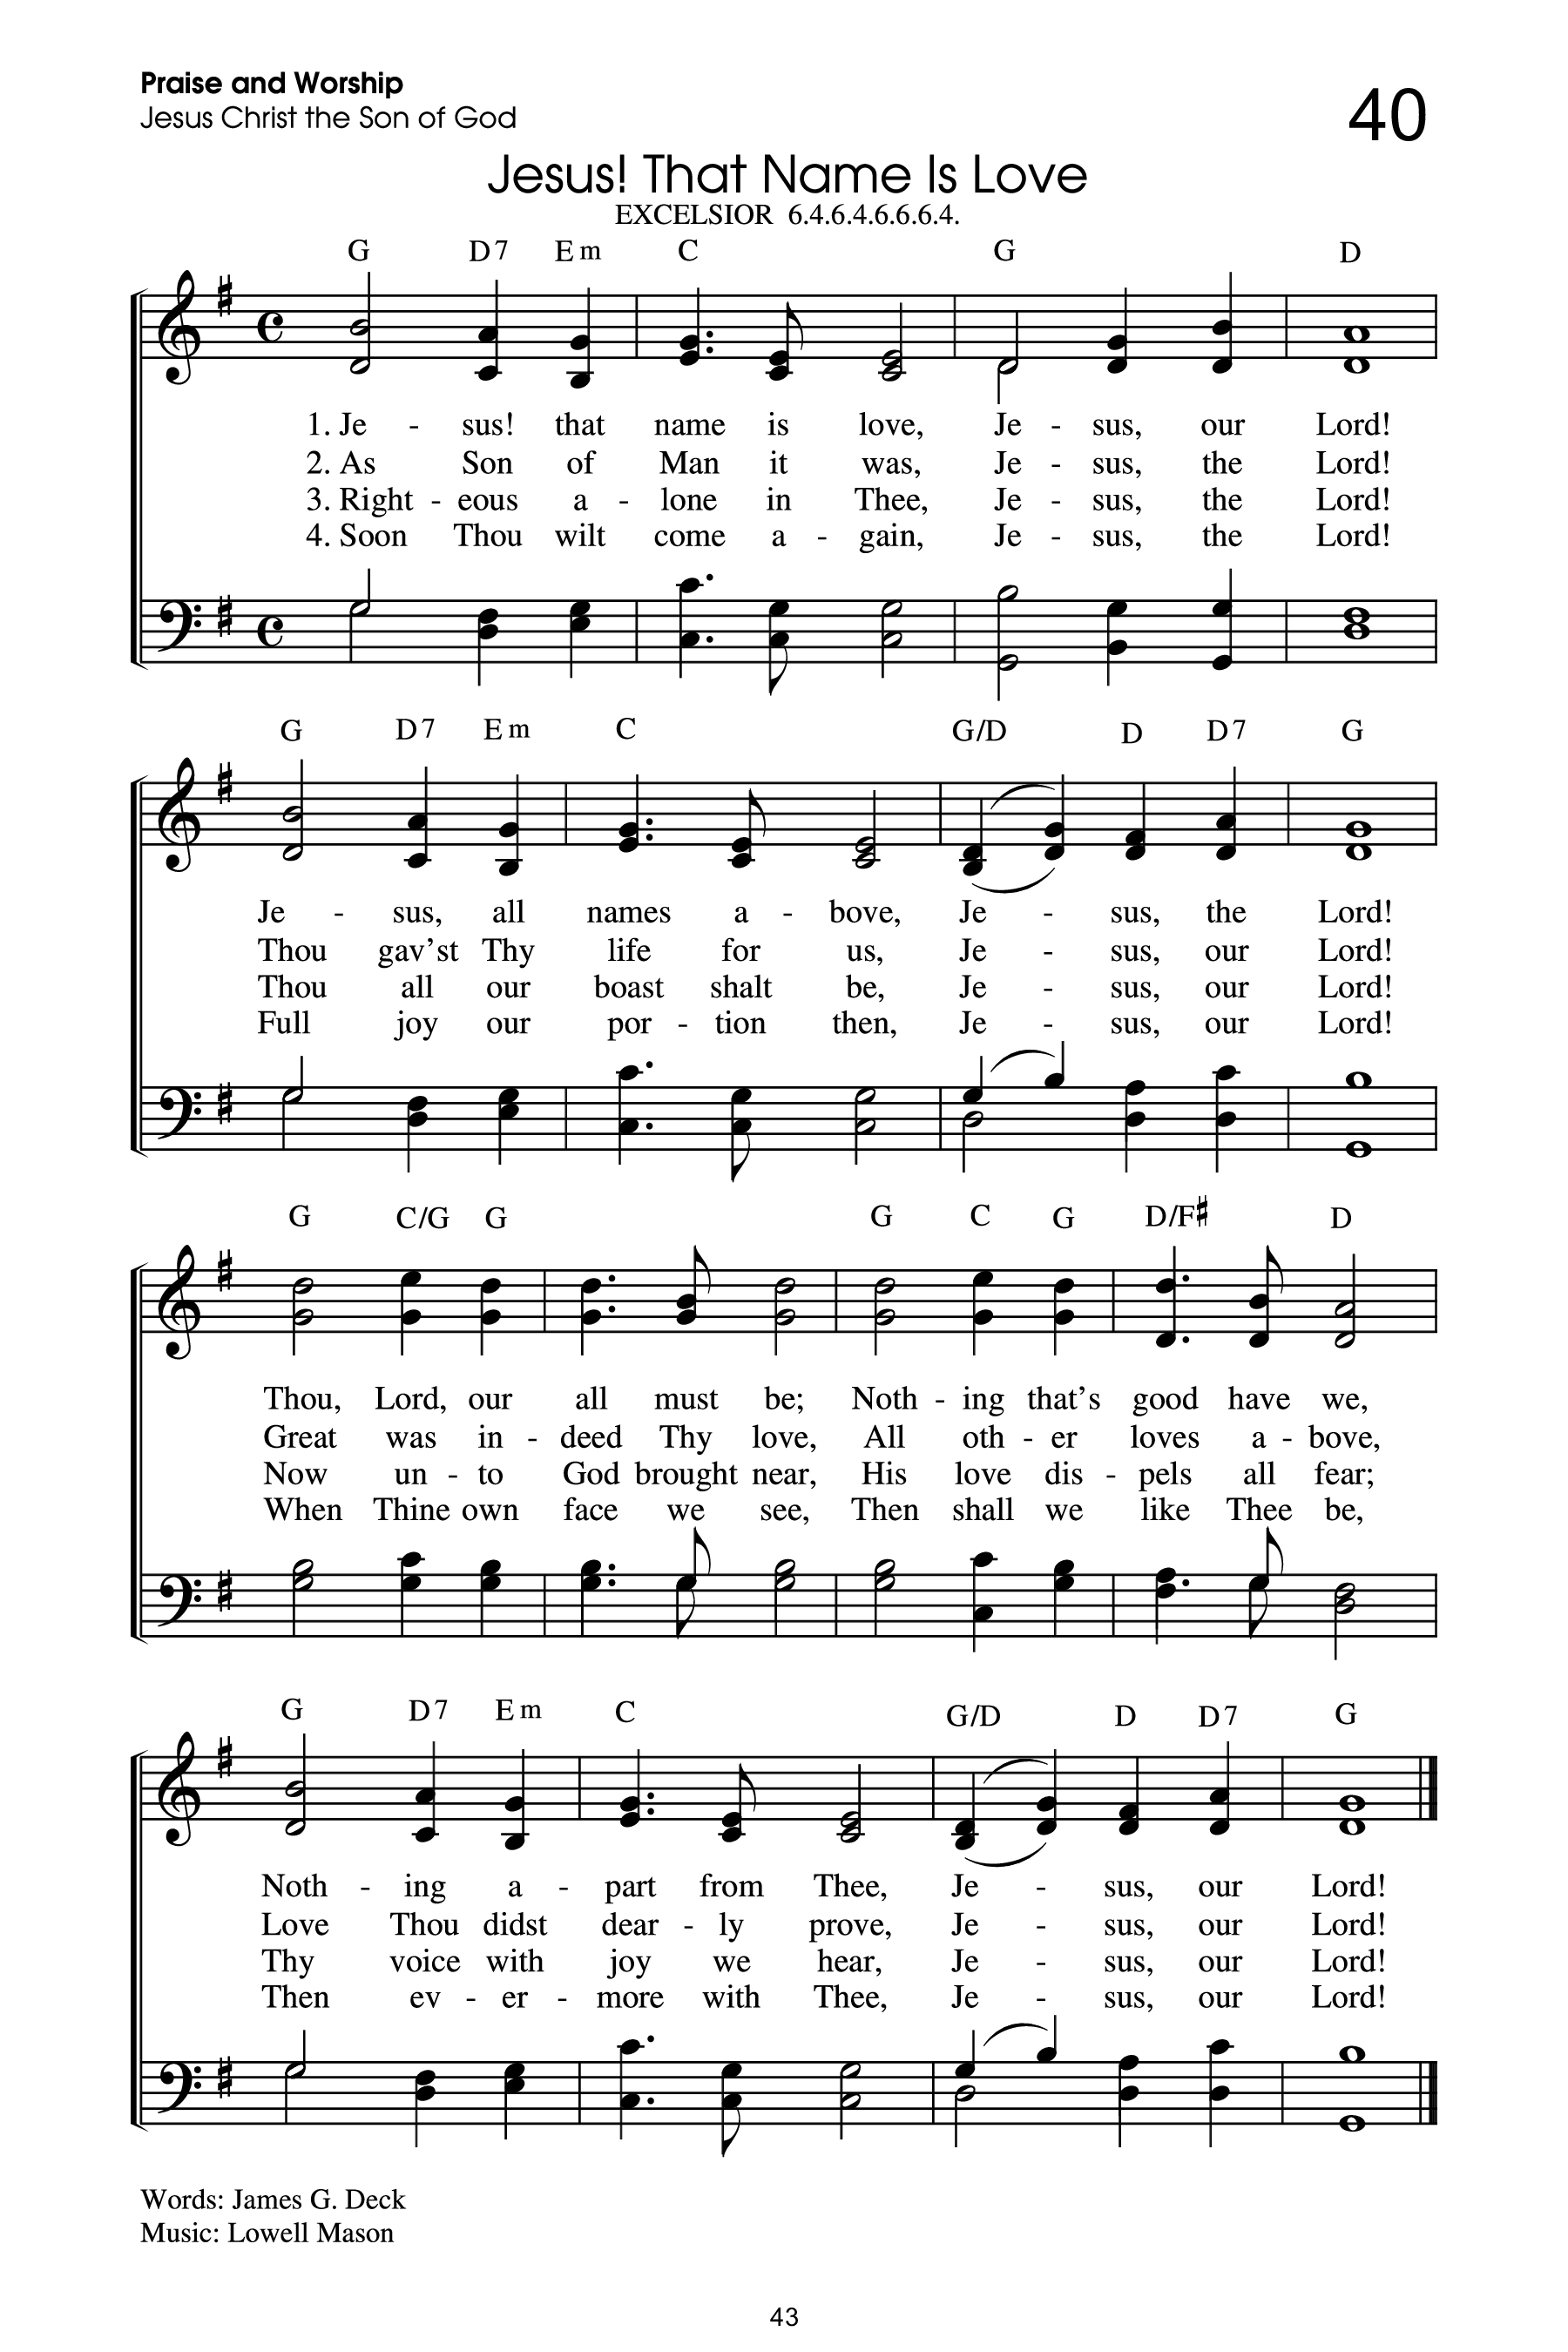 Praise and Worship
Jesus Christ the Son of God
40
Jesus! That Name Is Love
EXCELSIOR 6.4.6.4.6.6.6.4.
G D7 Em C G D
1. Je - sus! that name is love, Je - sus, our Lord!
2. As Son of Man it was, Je - sus, the Lord!
3. Right - eous a - lone in Thee, Je - sus, the Lord!
4. Soon Thou wilt come a - gain, Je - sus, the Lord!
G D7 Em C G/D D D7 G
Je - sus, all names a - bove, Je - sus, the Lord!
Thou gav’st Thy life for us, Je - sus, our Lord!
Thou all our boast shalt be, Je - sus, our Lord!
Full joy our por - tion then, Je - sus, our Lord!
G C/G G G C G D/F♯ D
Thou, Lord, our all must be; Noth - ing that’s good have we,
Great was in - deed Thy love, All oth - er loves a - bove,
Now un - to God brought near, His love dis - pels all fear;
When Thine own face we see, Then shall we like Thee be,
G D7 Em C G/D D D7 G
Noth - ing a - part from Thee, Je - sus, our Lord!
Love Thou didst dear - ly prove, Je - sus, our Lord!
Thy voice with joy we hear, Je - sus, our Lord!
Then ev - er - more with Thee, Je - sus, our Lord!
Words: James G. Deck
Music: Lowell Mason
43